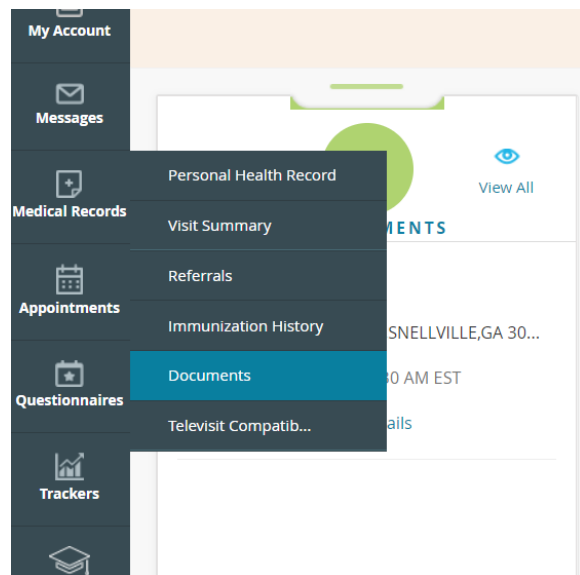 My Account
Messages
Medical Records
Appointments
Questionnaires
Trackers
Personal Health Record
Visit Summary
Referrals
Immunization History
Documents
Televisit Compatib...
View All
MENTS
SNELLVILLE,GA 30...
0 AM EST
ails